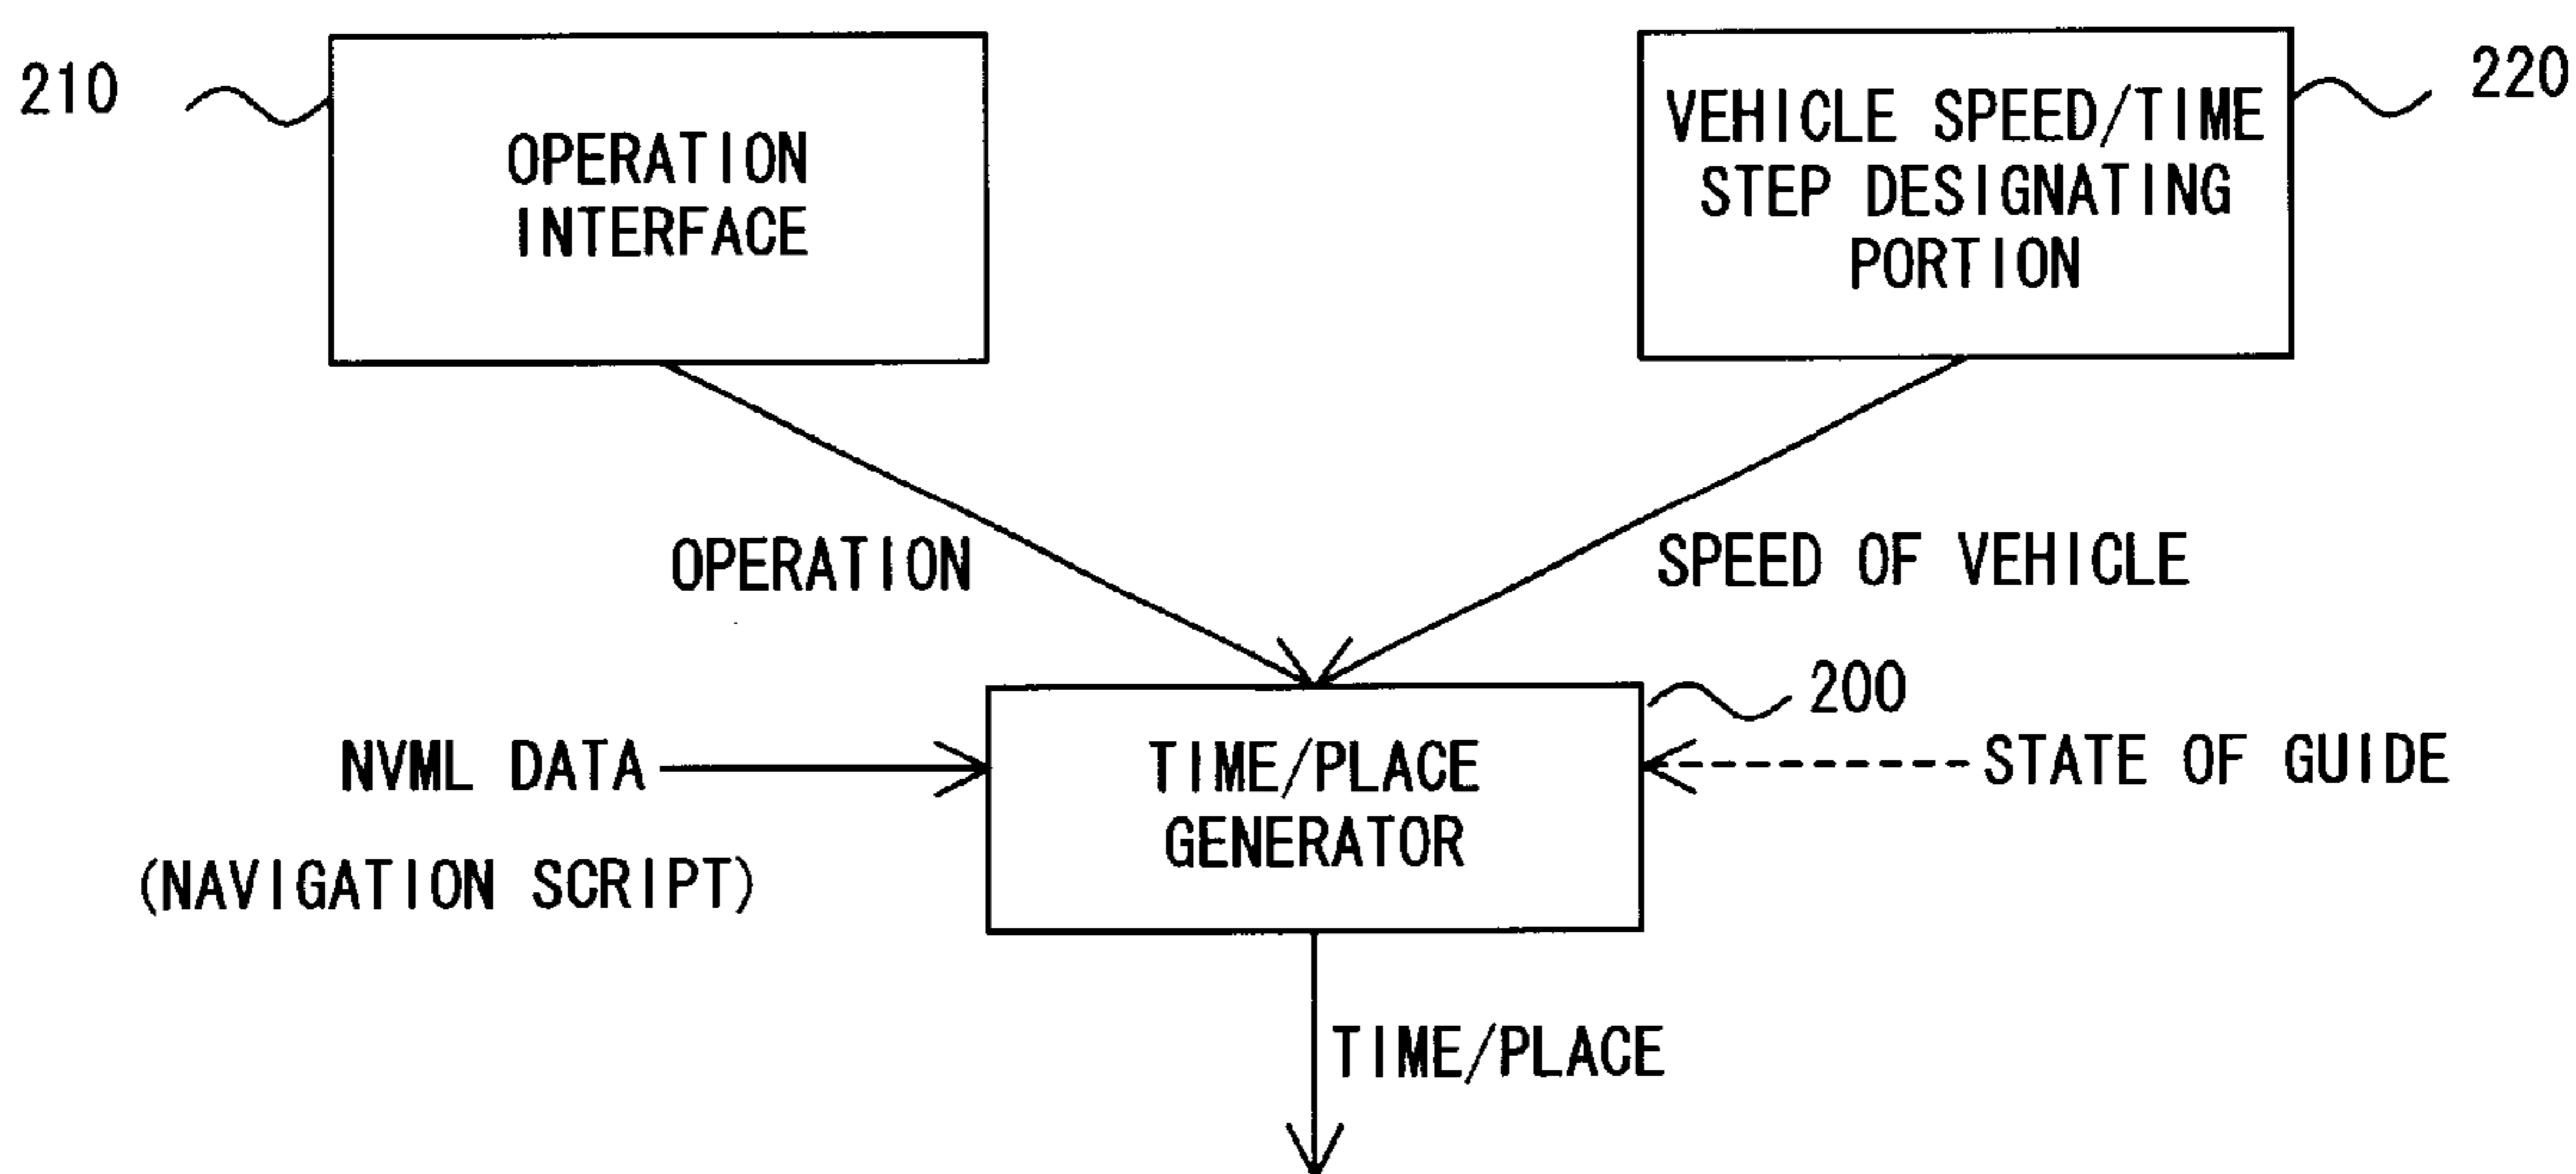 210
OPERATION
INTERFACE
VEHICLE SPEED/TIME
STEP DESIGNATING
PORTION
220
OPERATION
SPEED OF VEHICLE
200
NVML DATA
(NAVIGATION SCRIPT)
TIME/PLACE
GENERATOR
STATE OF GUIDE
TIME/PLACE